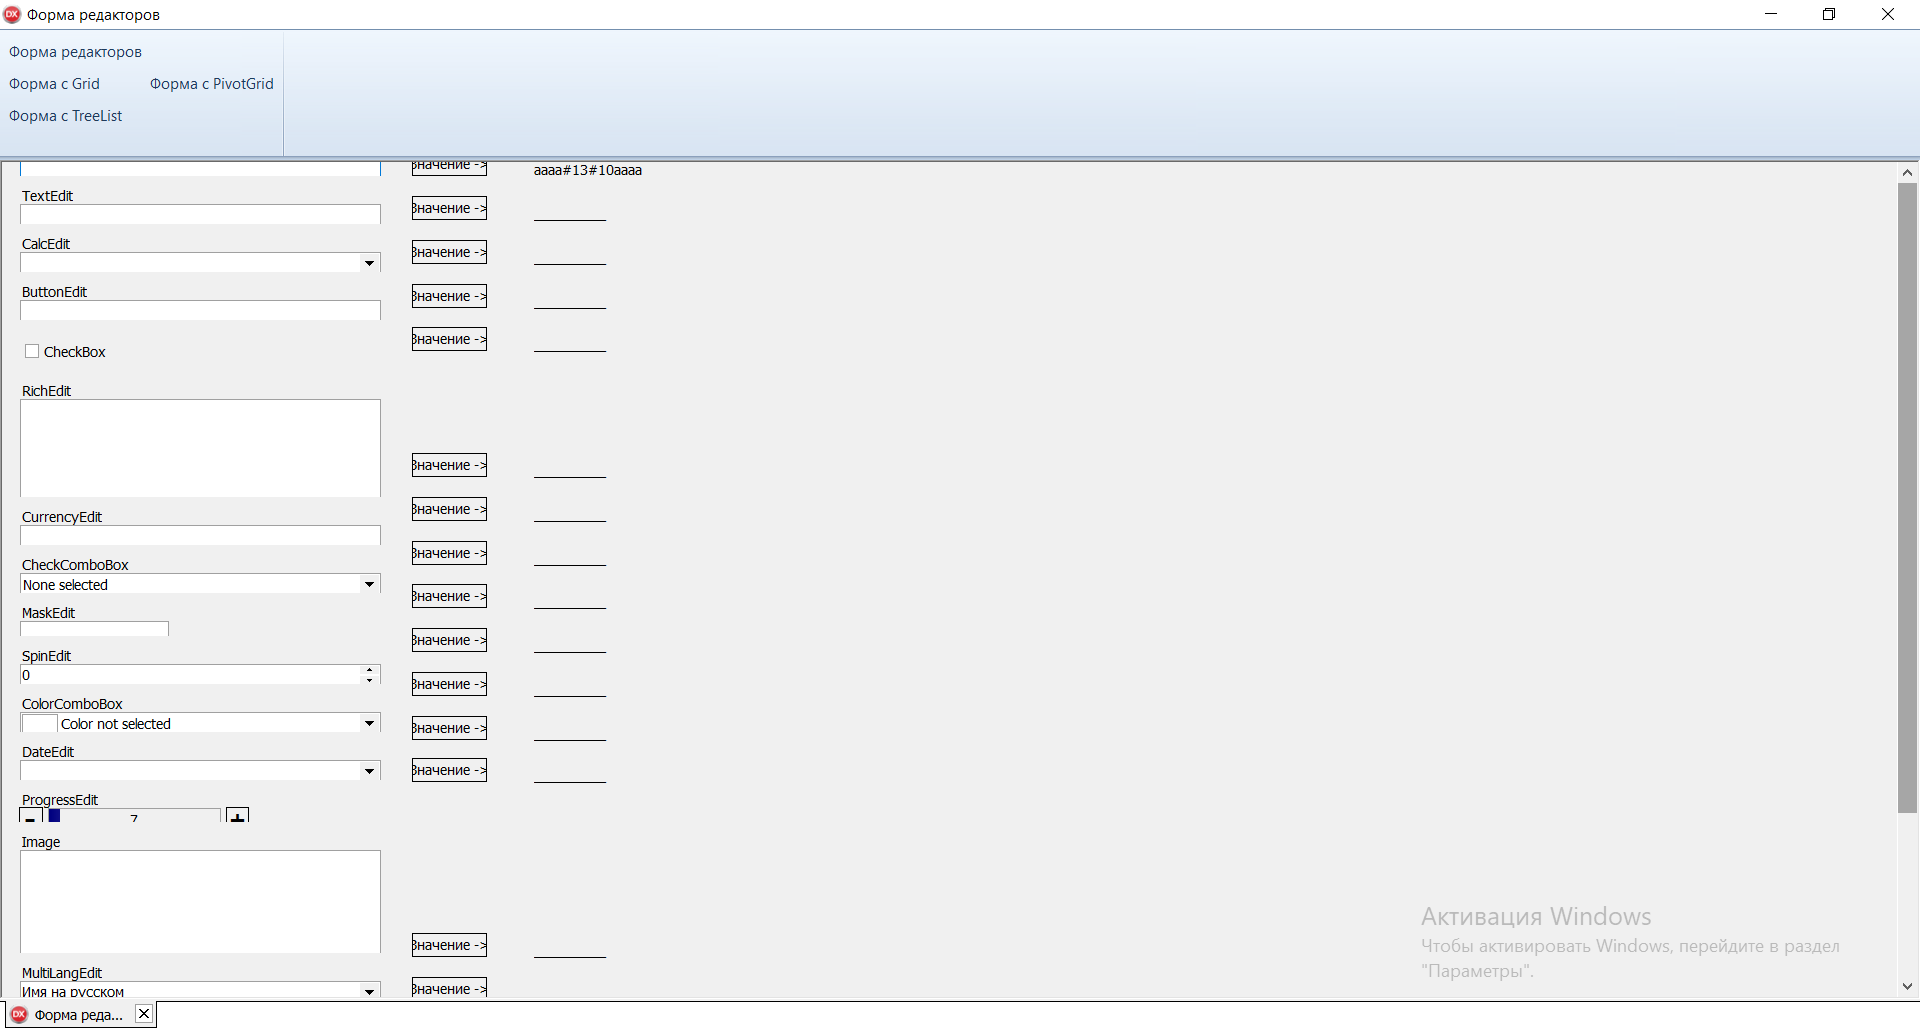 Форма редакторов
Форма редакторов
Форма с Grid
Форма с PivotGrid
Форма с TreeList
Значение ->
aaaa#13#10aaaa
TextEdit
Значение ->
CalcEdit
Значение ->
ButtonEdit
Значение ->
CheckBox
Значение ->
RichEdit
Значение ->
CurrencyEdit
Значение ->
CheckComboBox
None selected
Значение ->
MaskEdit
Значение ->
SpinEdit
0
Значение ->
ColorComboBox
Color not selected
Значение ->
DateEdit
Значение ->
Значение ->
ProgressEdit
- 7 +
Image
Значение ->
MultiLangEdit
Имя на русском
Значение ->
Активация Windows
Чтобы активировать Windows, перейдите в раздел
"Параметры".
Форма реда...